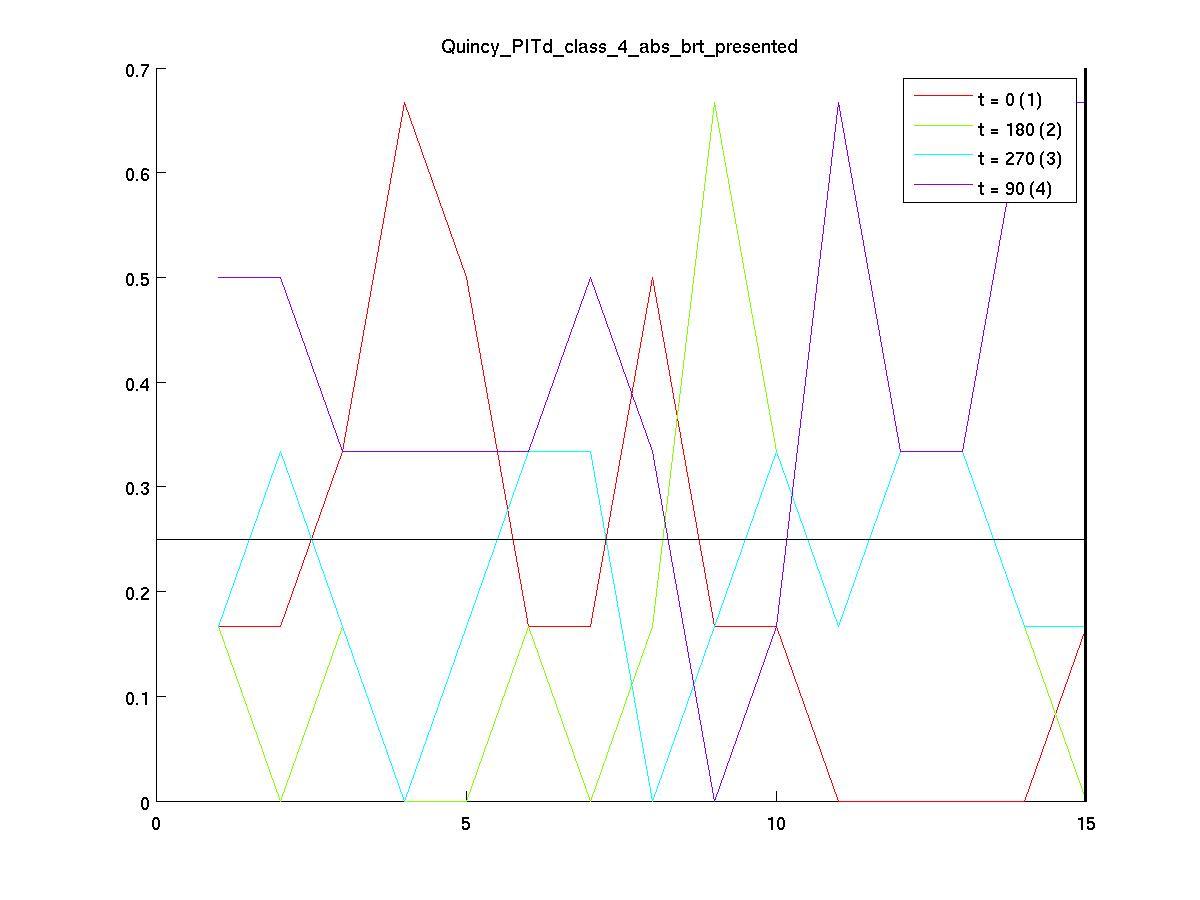 Quincy_PITd_class_4_abs_brt_presented
0.7
0.6
0.5
0.4
0.3
0.2
0.1
0
t = 0 (1)
t = 180 (2)
t = 270 (3)
t = 90 (4)
0 5 10 15